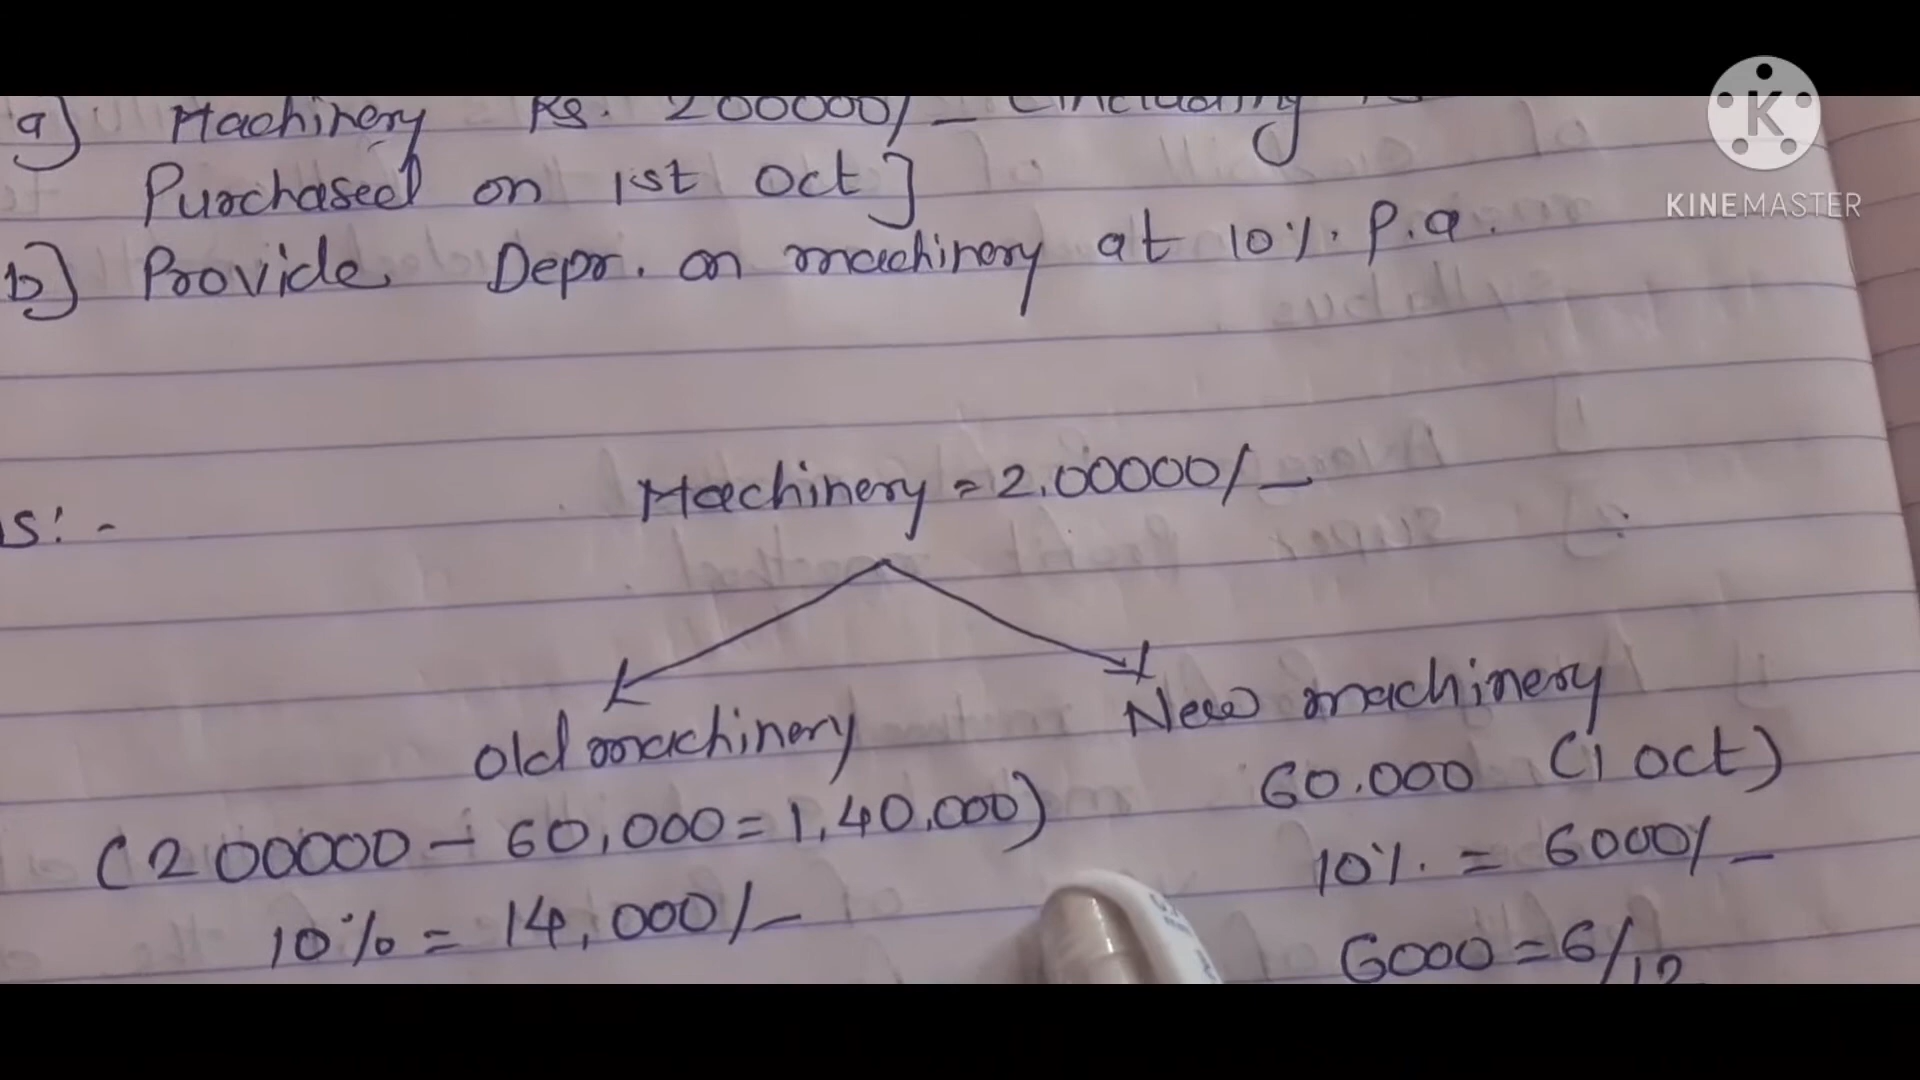 a] Machinery Rs. 200000/- (including
Purchased on 1st Oct]
b] Provide Depr. on machinery at 10%. P.a.
Machinery = 2,00000/-
S:-
Old machinery
New machinery
(200000 - 60,000 = 1,40,000)
60.000 (1 oct)
10% = 14,000/-
10%. = 6000/-
6000 = 6/12
K
KINEMASTER